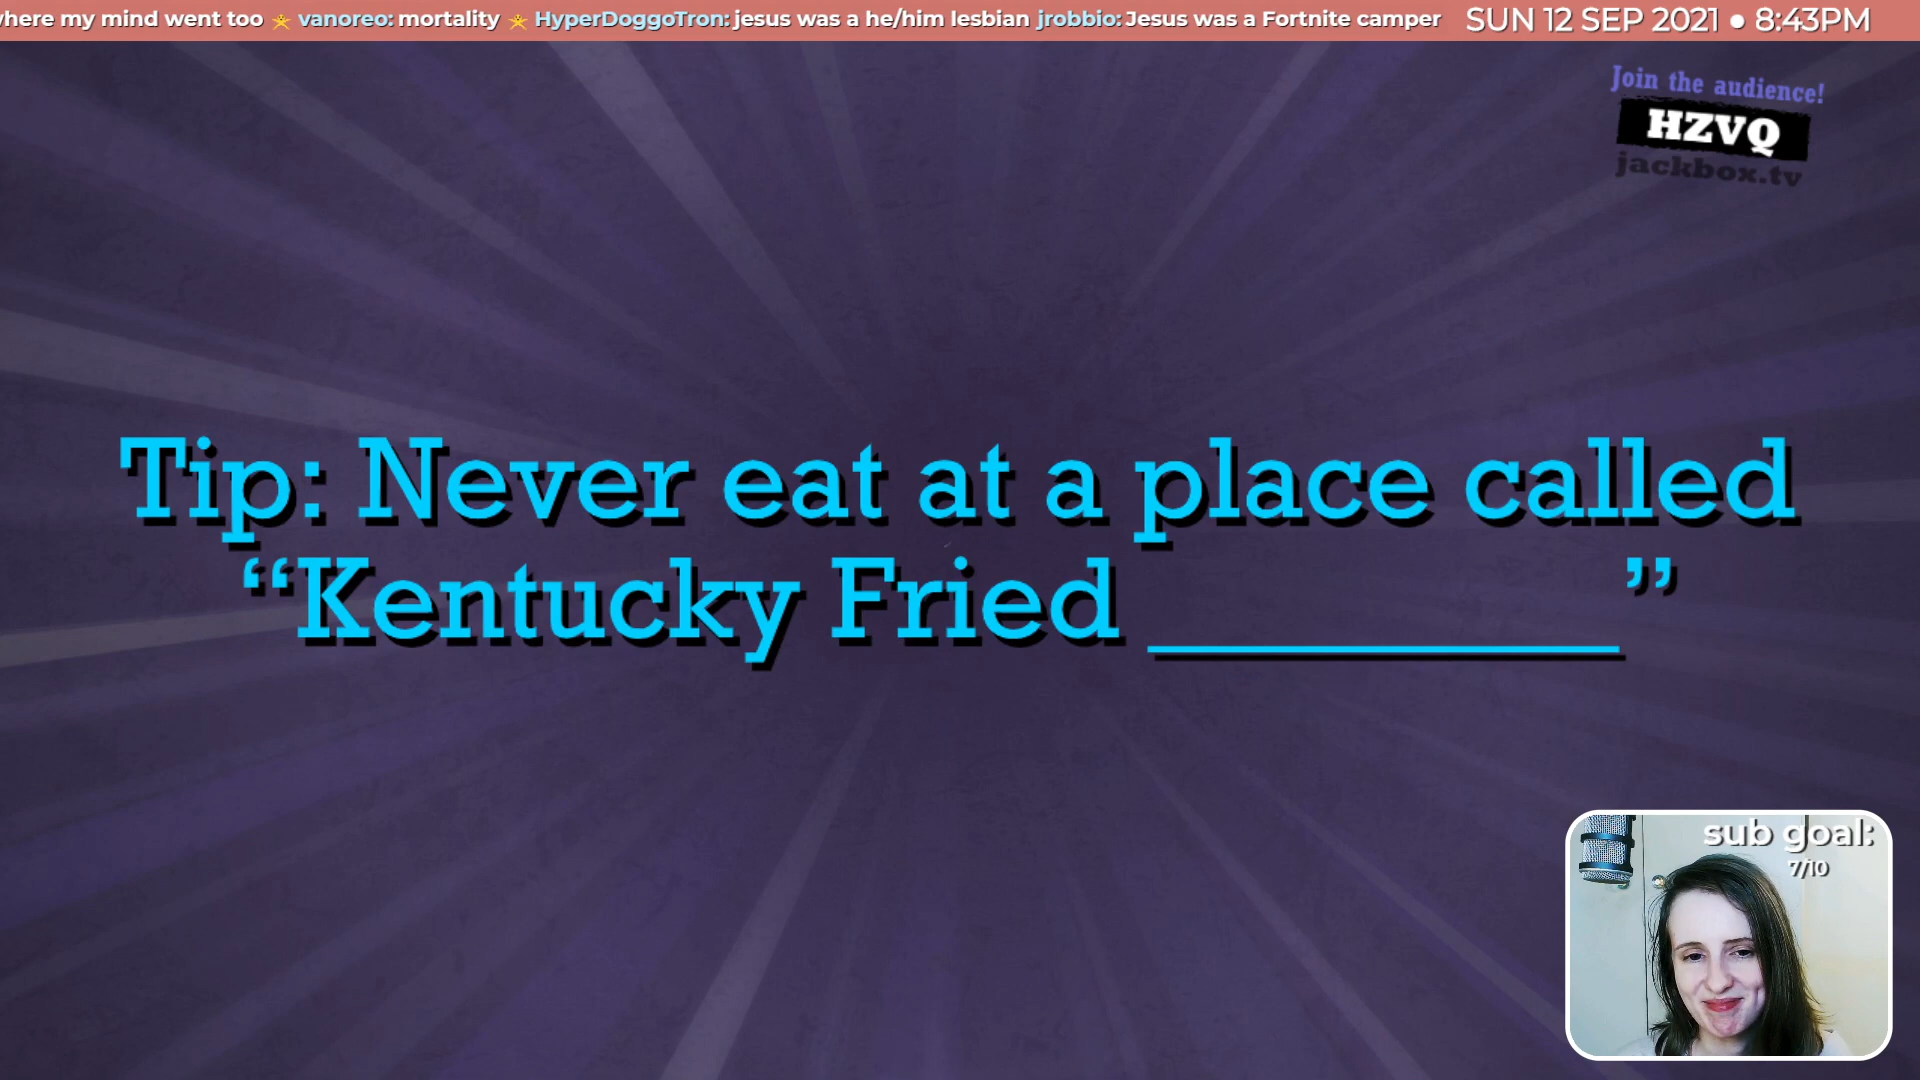 where my mind went too vanoreo: mortality HyperDoggoTron: jesus was a he/him lesbian jrobbio: Jesus was a Fortnite camper SUN 12 SEP 2021 ● 8:43PM
Join the audience!
HZVQ
jackbox.tv
Tip: Never eat at a place called
“Kentucky Fried ________”
sub goal:
7/10